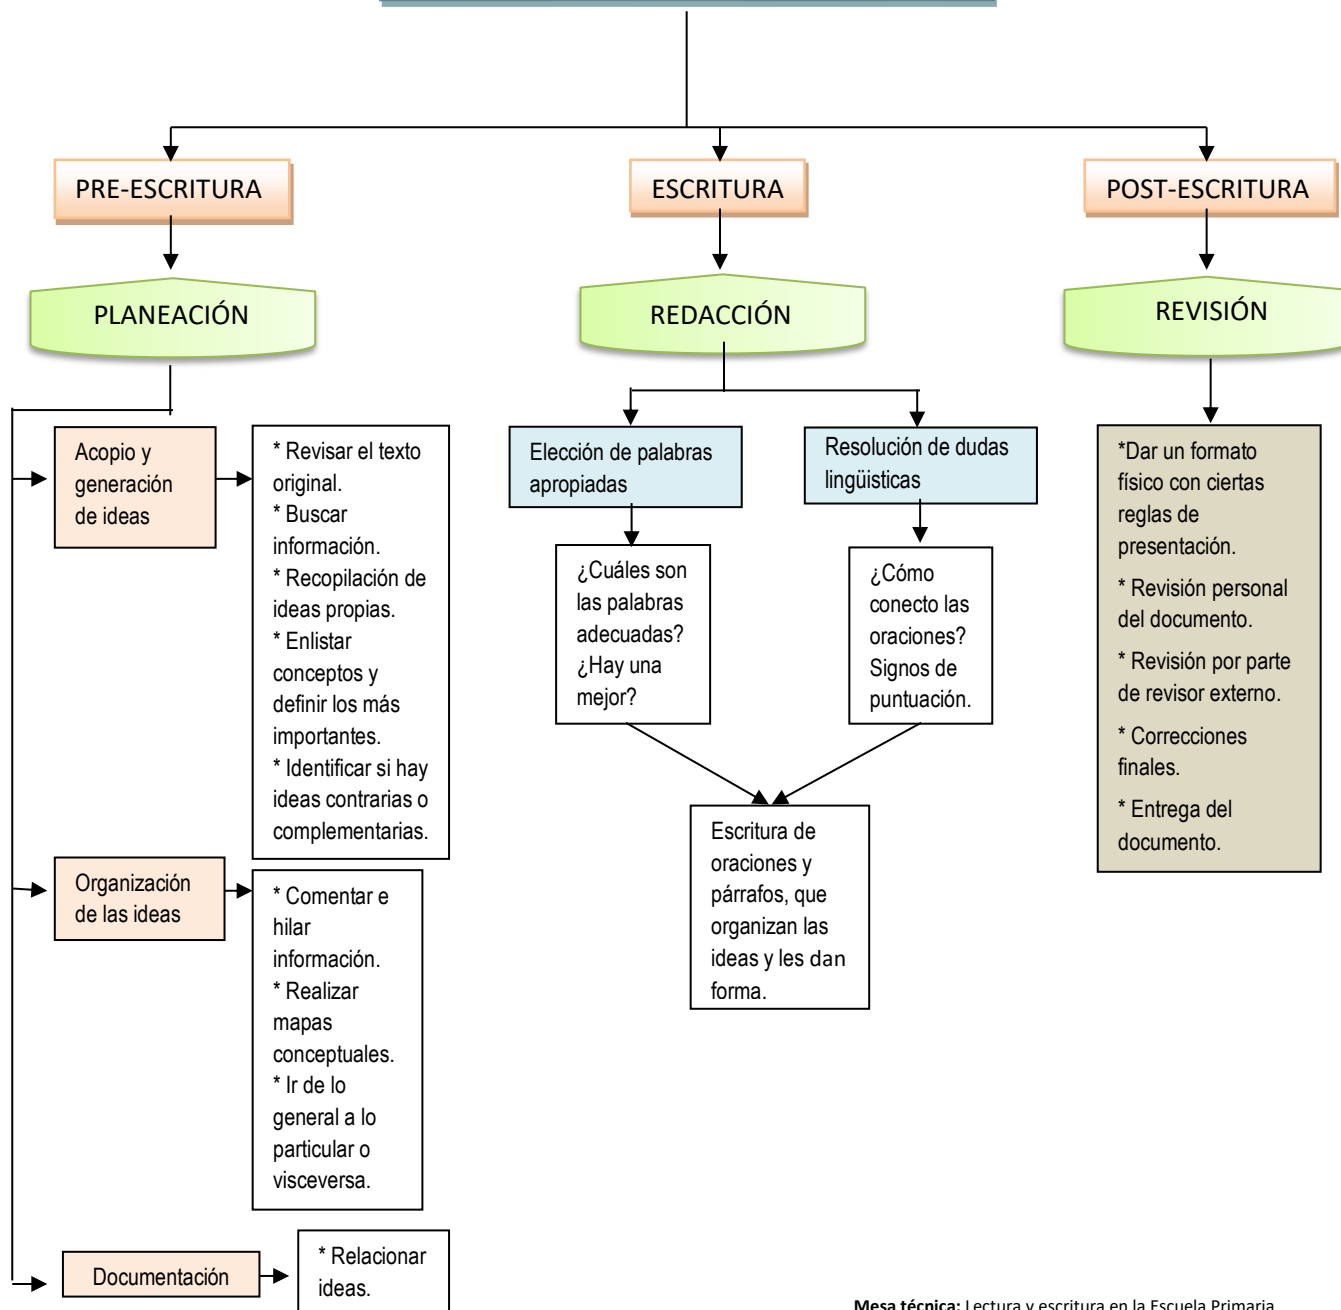 PRE-ESCRITURA
ESCRITURA
POST-ESCRITURA
PLANEACIÓN
REDACCIÓN
REVISIÓN
Acopio y
generación
de ideas
* Revisar el texto
original.
* Buscar
información.
* Recopilación de
ideas propias.
* Enlistar
conceptos y
definir los más
importantes.
* Identificar si hay
ideas contrarias o
complementarias.
Organización
de las ideas
* Comentar e
hilar
información.
* Realizar
mapas
conceptuales.
* Ir de lo
general a lo
particular o
visceversa.
Documentación
* Relacionar
ideas.
Elección de palabras
apropiadas
¿Cuáles son
las palabras
adecuadas?
¿Hay una
mejor?
Resolución de dudas
lingüisticas
¿Cómo
conecto las
oraciones?
Signos de
puntuación.
Escritura de
oraciones y
párrafos, que
organizan las
ideas y les dan
forma.
*Dar un formato
físico con ciertas
reglas de
presentación.
* Revisión personal
del documento.
* Revisión por parte
de revisor externo.
* Correcciones
finales.
* Entrega del
documento.
Mesa técnica: Lectura y escritura en la Escuela Primaria